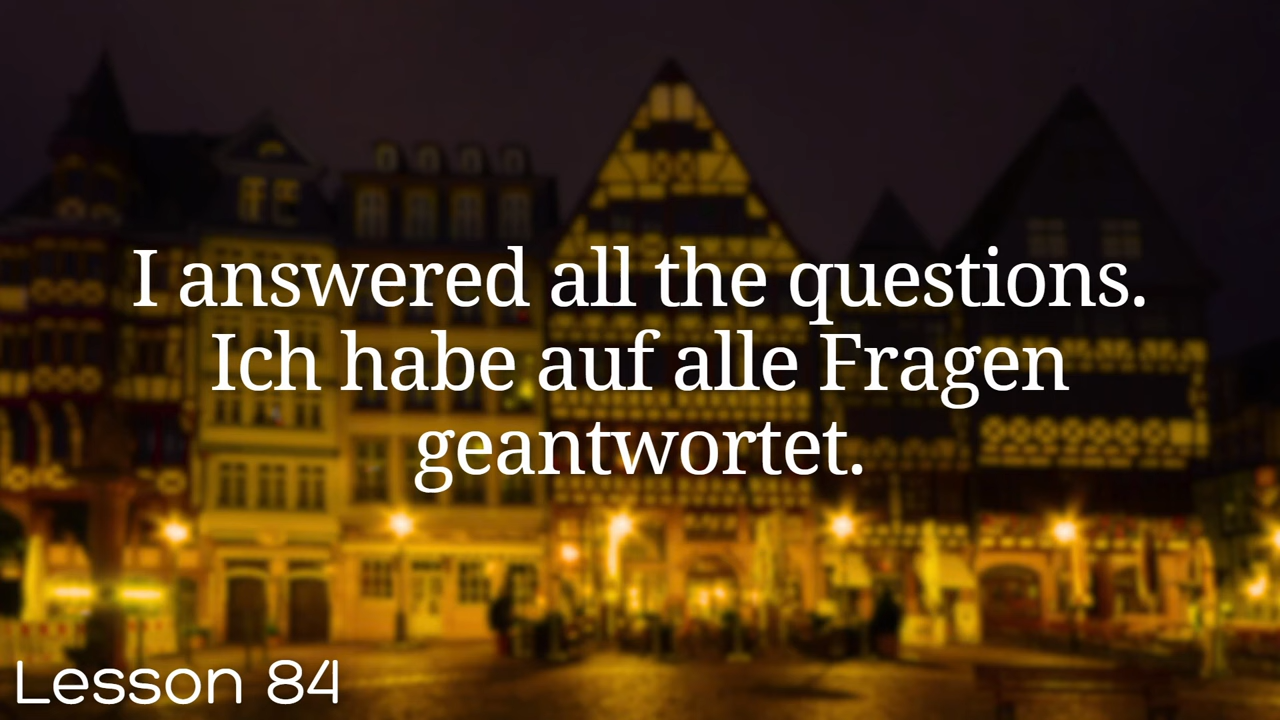 I answered all the questions.
Ich habe auf alle Fragen
geantwortet.
Lesson 84